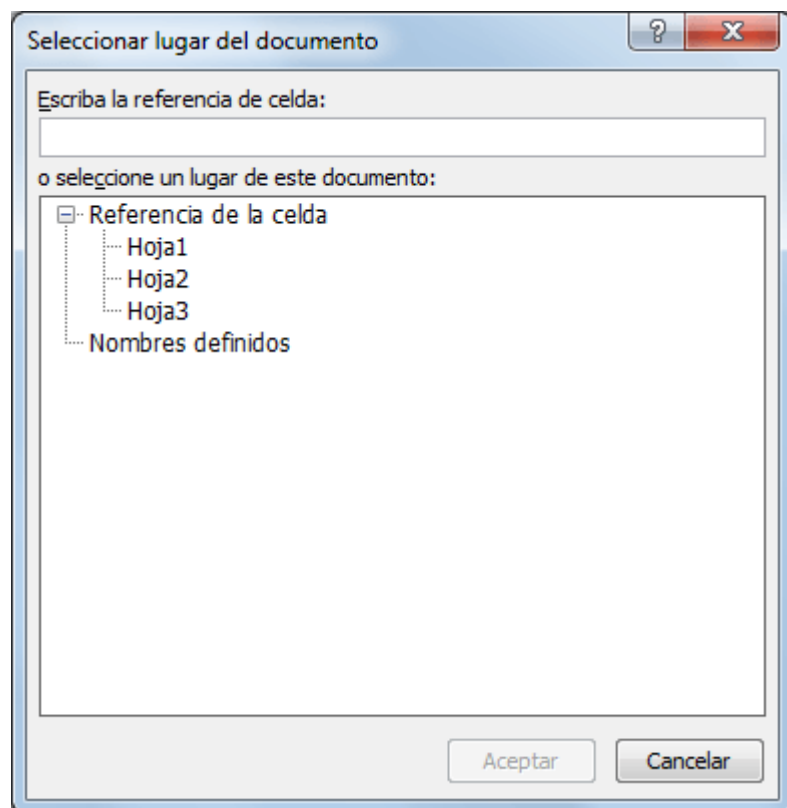 Seleccionar lugar del documento
Escriba la referencia de celda:
o seleccione un lugar de este documento:
Referencia de la celda
Hoja1
Hoja2
Hoja3
Nombres definidos
Aceptar Cancelar